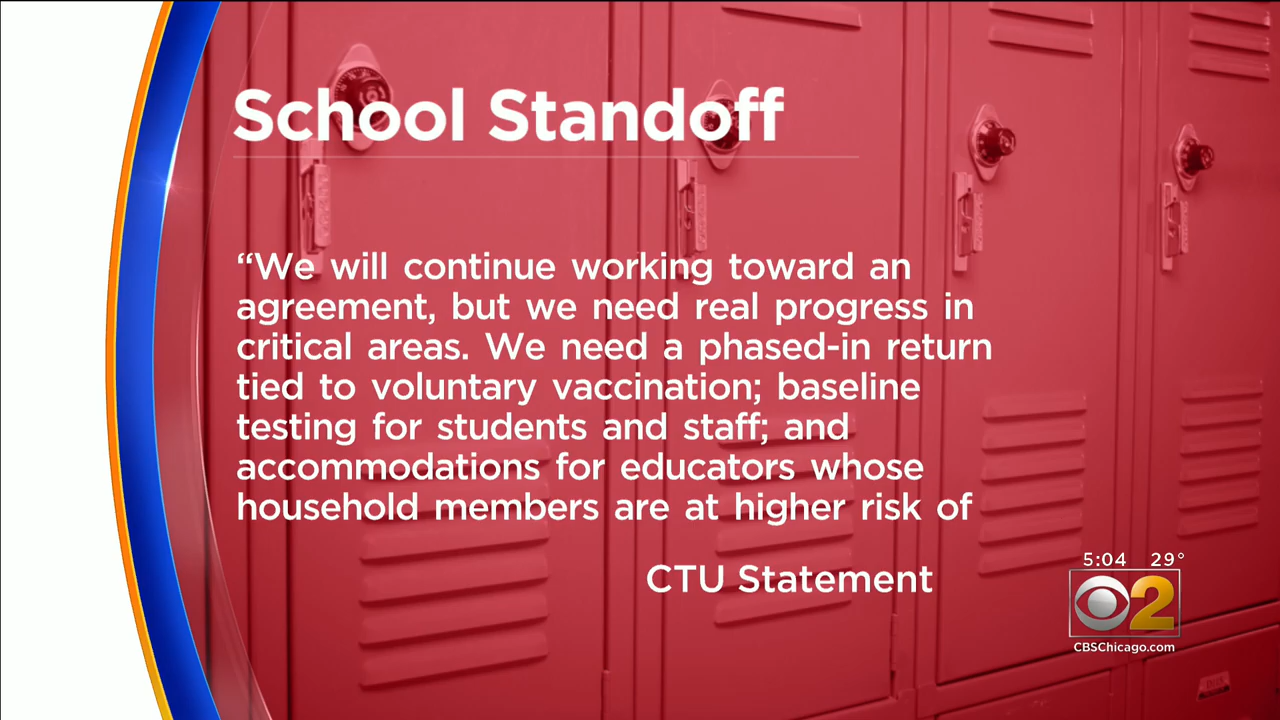 School Standoff
“We will continue working toward an
agreement, but we need real progress in
critical areas. We need a phased-in return
tied to voluntary vaccination; baseline
testing for students and staff; and
accommodations for educators whose
household members are at higher risk of
CTU Statement
5:04 29°
2
CBSChicago.com